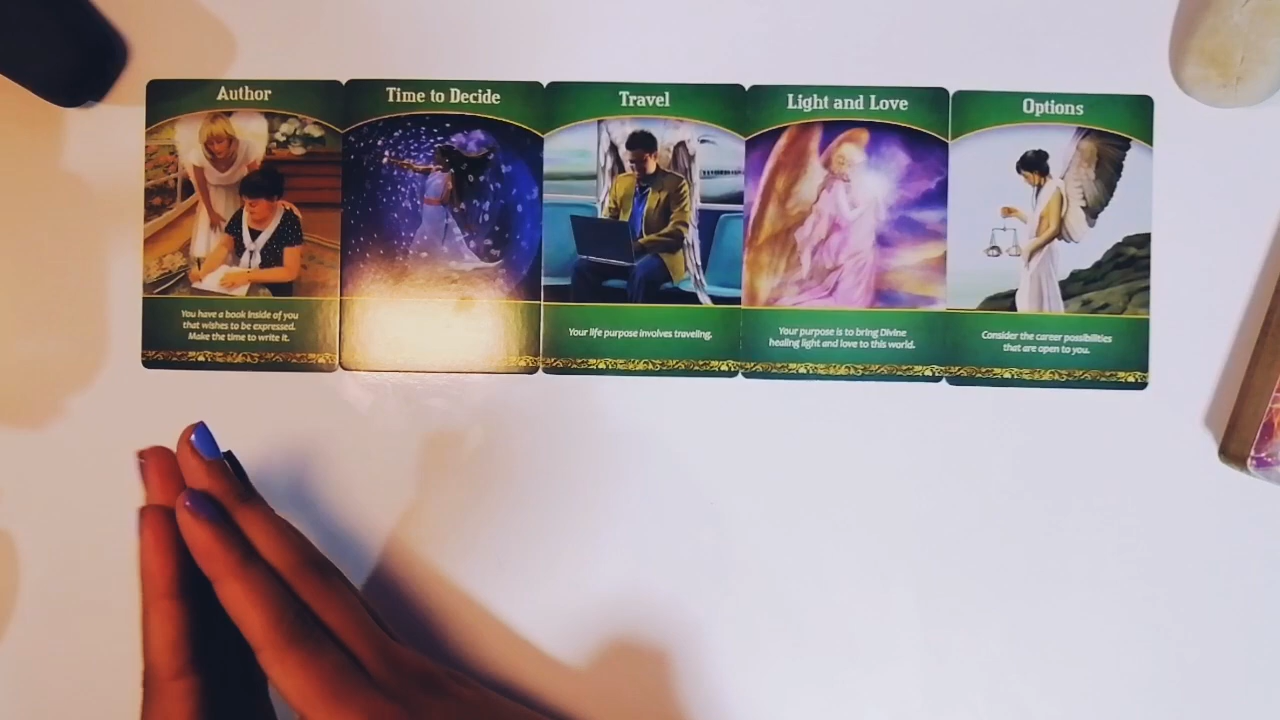 Author
You have a book inside of you
that wishes to be expressed.
Make the time to write it.
Time to Decide
Travel
Your life purpose involves traveling.
Light and Love
Your purpose is to bring Divine
healing light and love to this world.
Options
Consider the career possibilities
that are open to you.